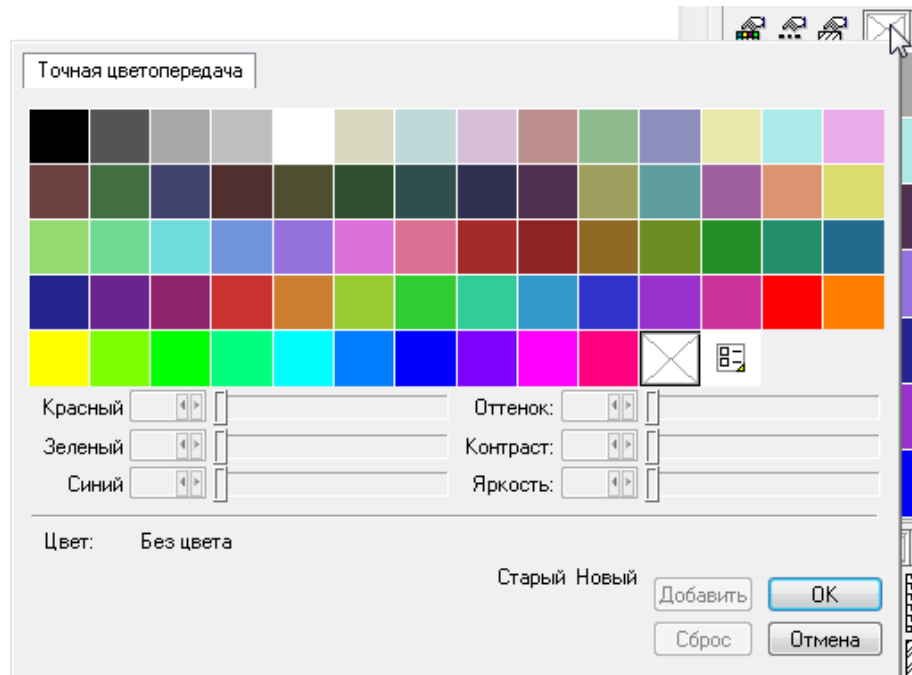 Точная цветопередача
Красный
Оттенок:
Зеленый
Контраст:
Синий
Яркость:
Цвет: Без цвета
Старый Новый
Добавить
OK
Сброс
Отмена